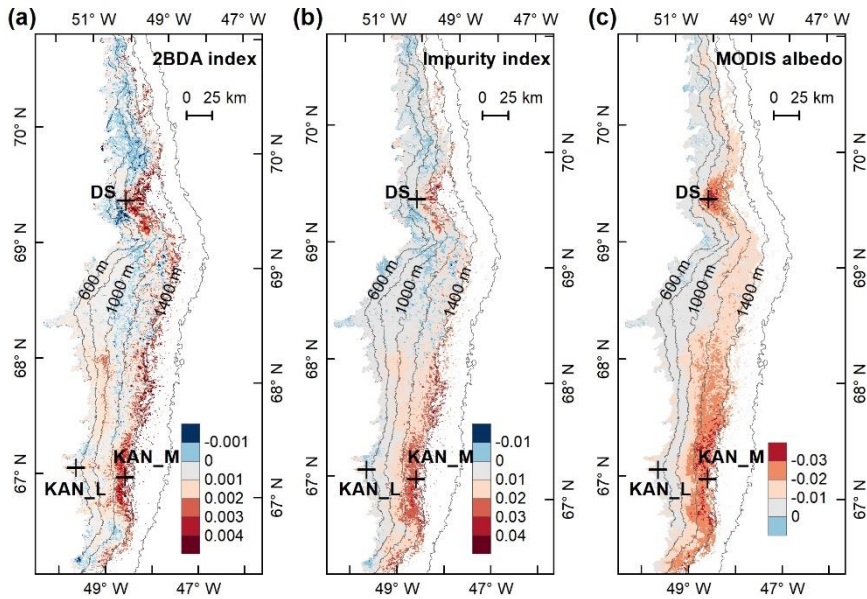 (a)
51° W 49° W 47° W
2BDA index
0 25 km
70° N
70° N
DS
69° N
69° N
600 m
1000 m
1400 m
68° N
68° N
-0.001
0
0.001
0.002
0.003
0.004
KAN_M
67° N
KAN_L
67° N
49° W 47° W
(b)
51° W 49° W 47° W
Impurity index
0 25 km
70° N
70° N
DS
69° N
69° N
600 m
1000 m
1400 m
68° N
68° N
-0.01
0
0.01
0.02
0.03
0.04
KAN_M
67° N
KAN_L
67° N
49° W 47° W
(c)
51° W 49° W 47° W
MODIS albedo
0 25 km
70° N
70° N
DS
69° N
69° N
600 m
1000 m
1400 m
68° N
68° N
-0.03
-0.02
-0.01
0
KAN_M
67° N
KAN_L
67° N
49° W 47° W